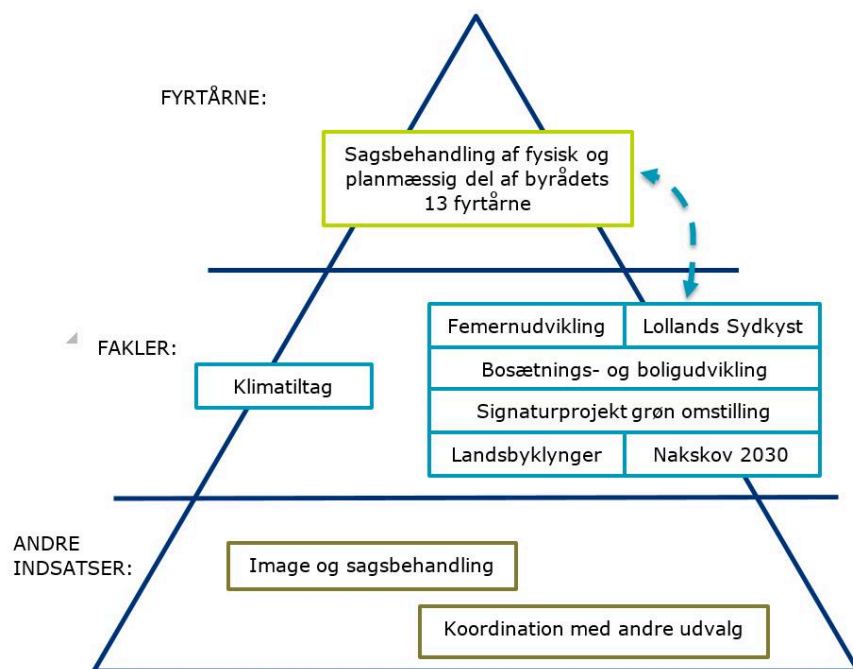 FYRTÅRNE:
Sagsbehandling af fysisk og
planmæssig del af byrådets
13 fyrtårne
FAKLER:
Klimatiltag
Femernudvikling
Lollands Sydkyst
Bosætnings- og boligudvikling
Signaturprojekt grøn omstilling
Landsbyklynger
Nakskov 2030
ANDRE
INDSATSER:
Image og sagsbehandling
Koordination med andre udvalg